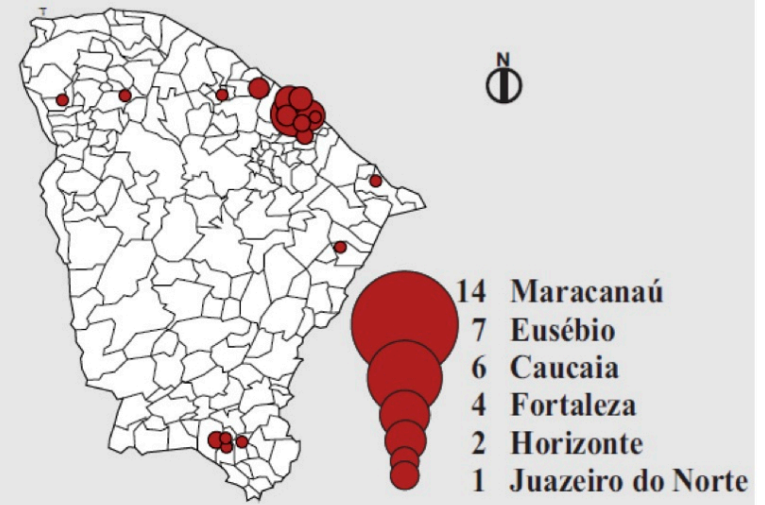 N
14 Maracanaú
7 Eusébio
6 Caucaia
4 Fortaleza
2 Horizonte
1 Juazeiro do Norte